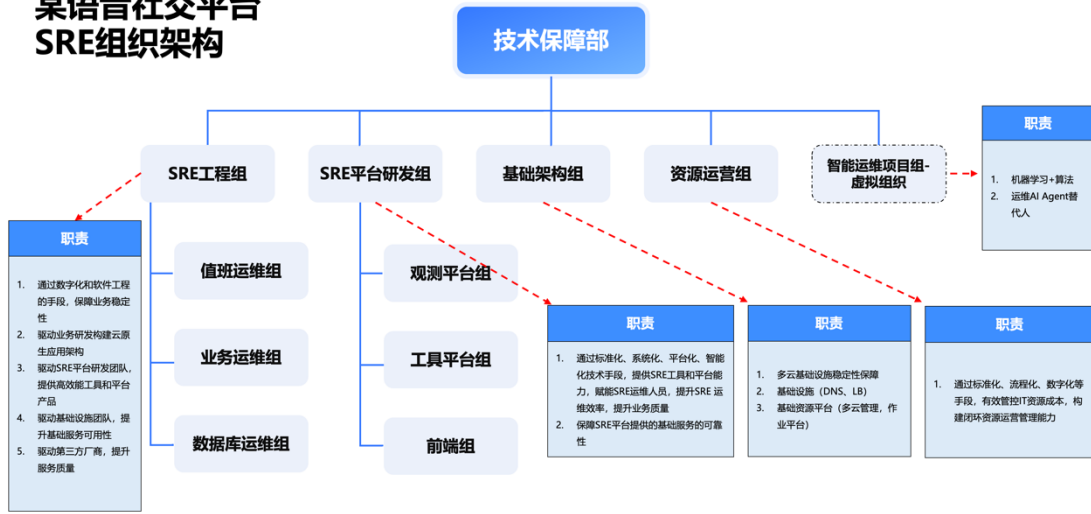 某语音社交平台
SRE组织架构
技术保障部
SRE工程组
SRE平台研发组
基础架构组
资源运营组
智能运维项目组-
虚拟组织
职责
1. 机器学习+算法
2. 运维AI Agent替
代人
值班运维组
业务运维组
数据库运维组
观测平台组
工具平台组
前端组
职责
1. 通过数字化和软件工程
的手段，保障业务稳定
性
2. 驱动业务研发构建云原
生应用架构
3. 驱动SRE平台研发团队，
提供高效能工具和平台
产品
4. 驱动基础设施团队，提
升基础服务可用性
5. 驱动第三方厂商，提升
服务质量
职责
1. 通过标准化、系统化、平台化、智能
化技术手段，提供SRE工具和平台能
力，赋能SRE运维人员，提升SRE 运
维效率，提升业务质量
2. 保障SRE平台提供的基础服务的可靠
性
职责
1. 多云基础设施稳定性保障
2. 基础设施（DNS、LB）
3. 基础资源平台（多云管理，作
业平台）
职责
1. 通过标准化、流程化、数字化等
手段，有效管控IT资源成本，构
建闭环资源运营管理能力